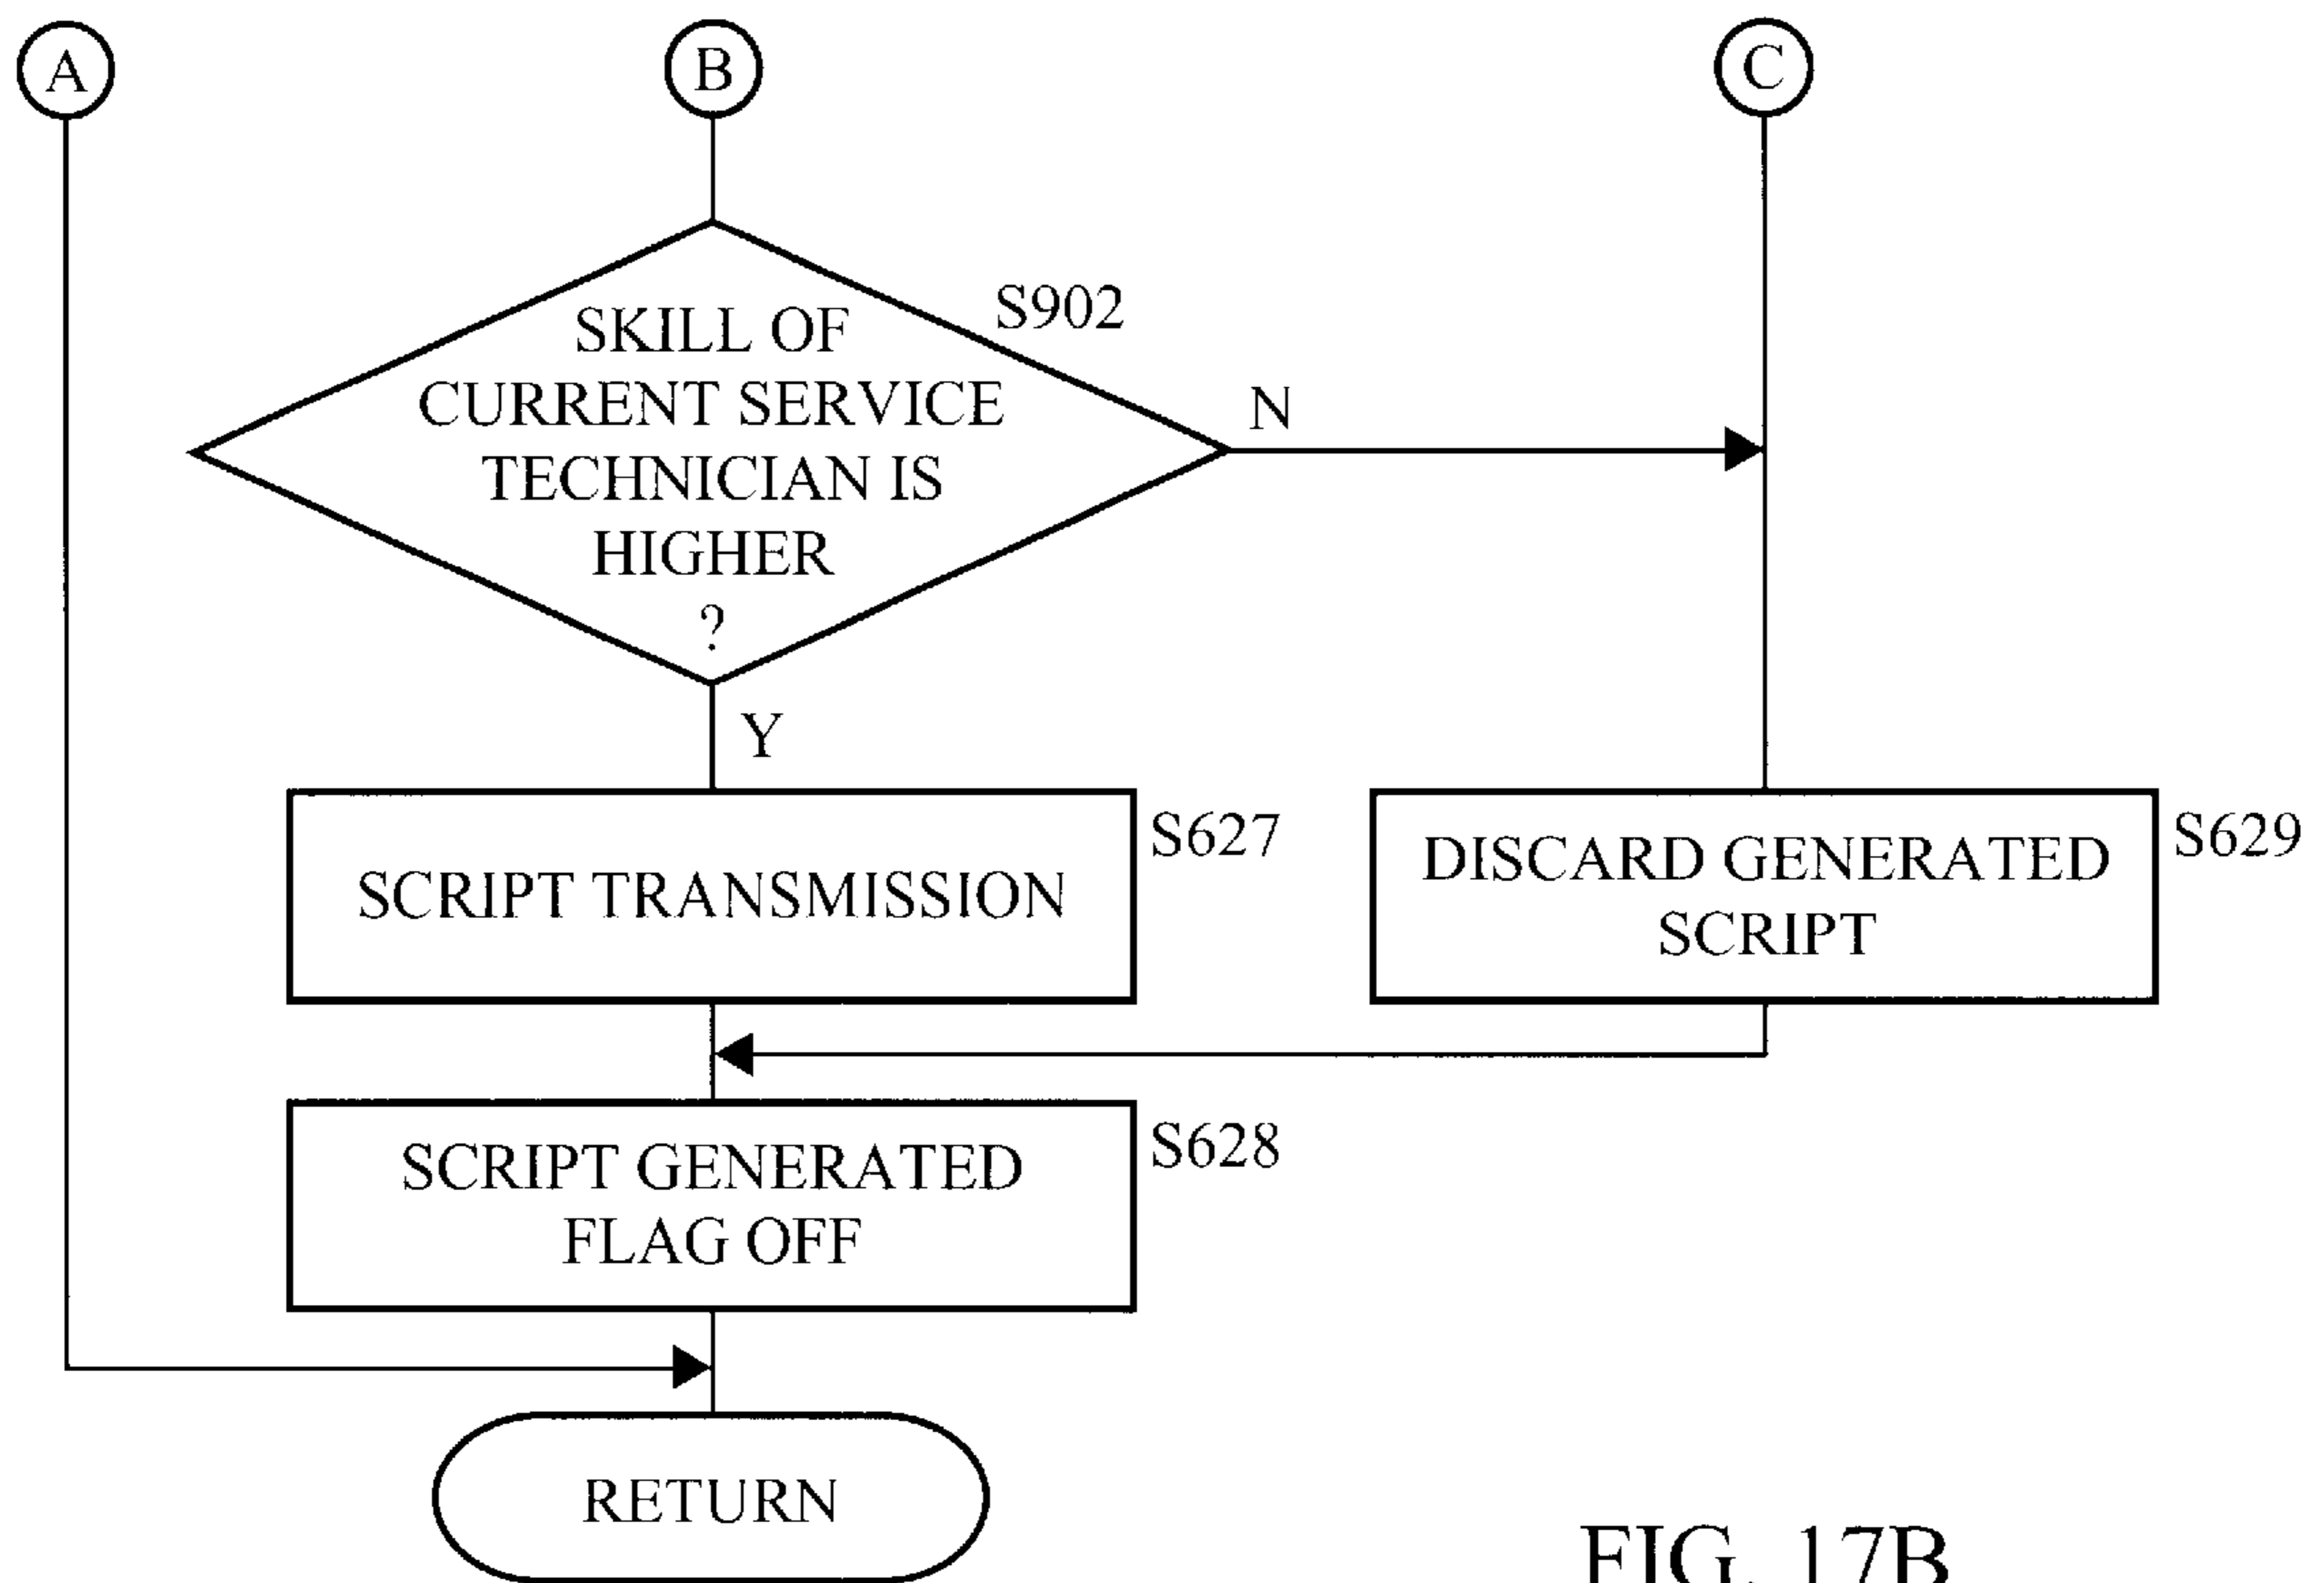 A
B
C
S902
SKILL OF
CURRENT SERVICE
TECHNICIAN IS
HIGHER
?
N
Y
SCRIPT TRANSMISSION
S627
DISCARD GENERATED
SCRIPT
S629
SCRIPT GENERATED
FLAG OFF
S628
RETURN
FIG. 17B